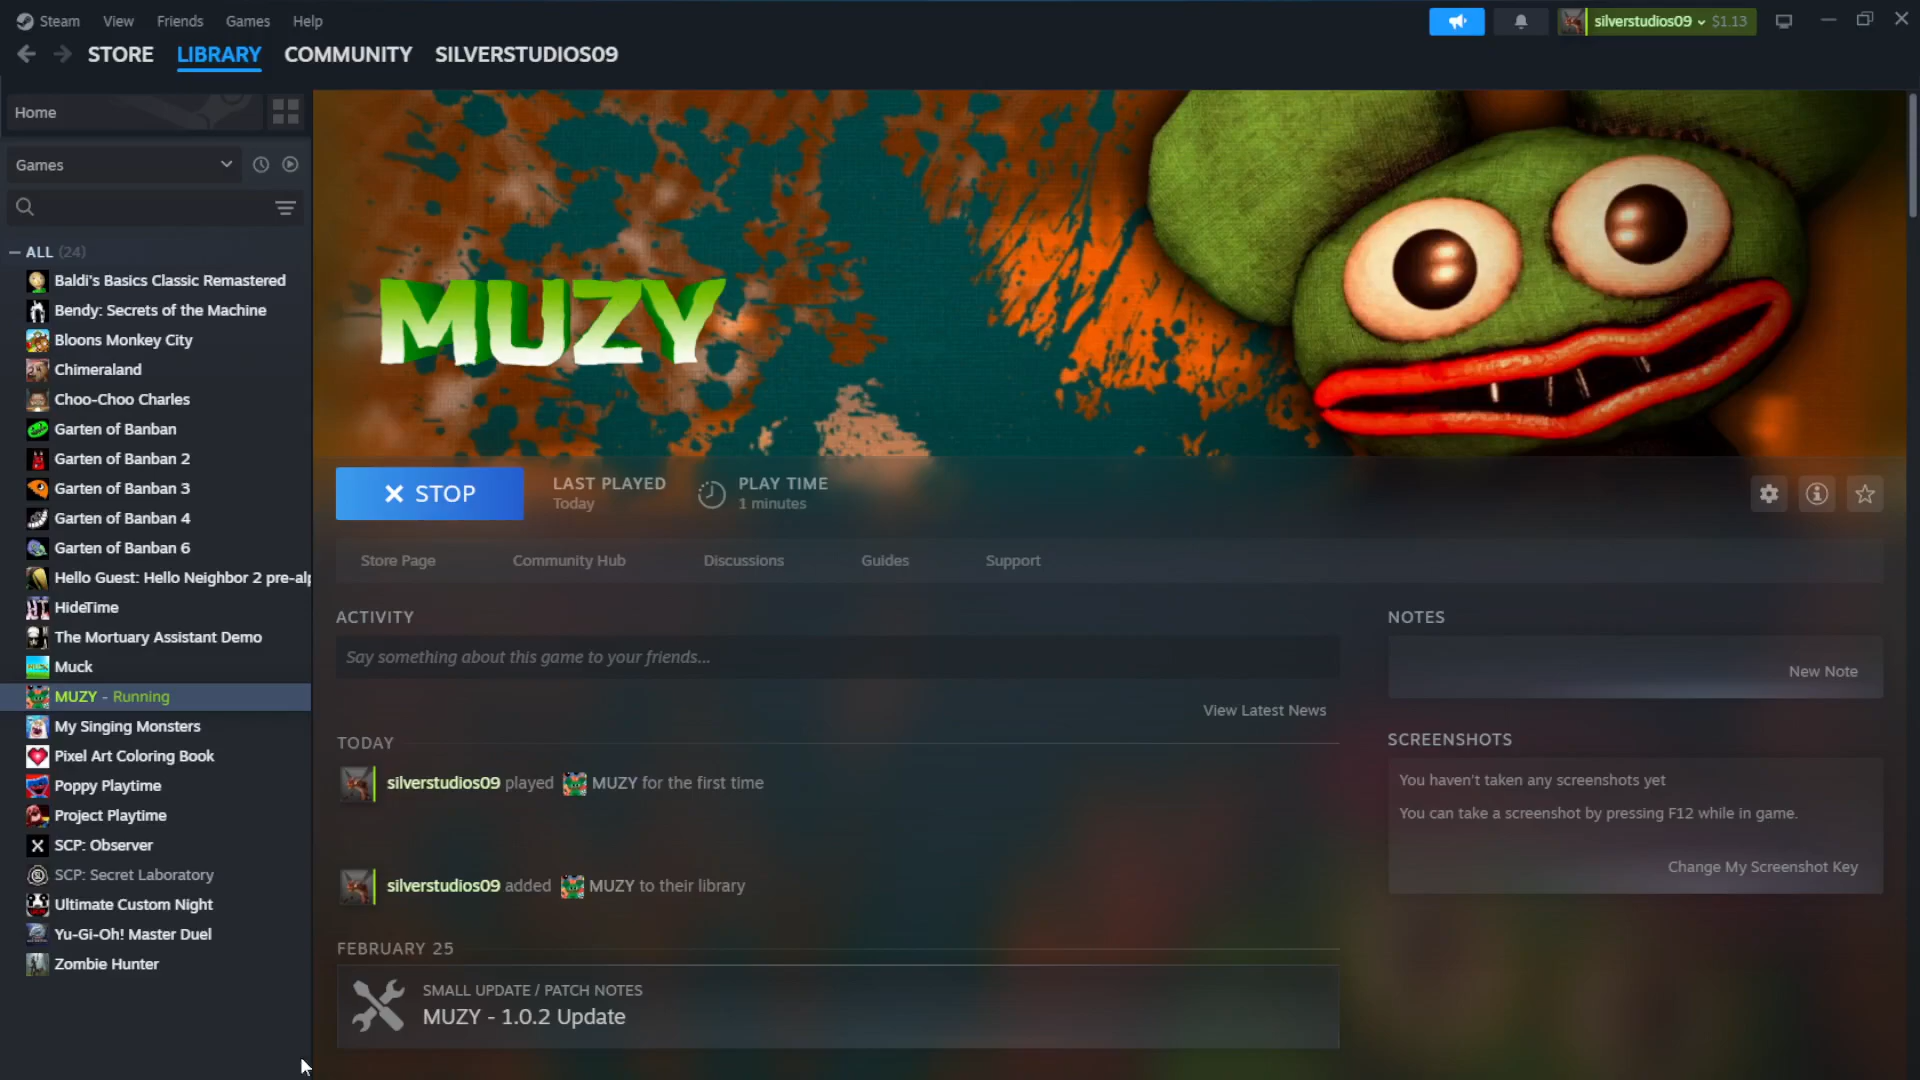 Steam
View
Friends
Games
Help
silverstudios09
$1.13
STORE
LIBRARY
COMMUNITY
SILVERSTUDIOS09
Home
Games
ALL (24)
Baldi's Basics Classic Remastered
Bendy: Secrets of the Machine
Bloons Monkey City
Chimeraland
Choo-Choo Charles
Garten of Banban
Garten of Banban 2
Garten of Banban 3
Garten of Banban 4
Garten of Banban 6
Hello Guest: Hello Neighbor 2 pre-alp
HideTime
The Mortuary Assistant Demo
Muck
MUZY - Running
My Singing Monsters
Pixel Art Coloring Book
Poppy Playtime
Project Playtime
SCP: Observer
SCP: Secret Laboratory
Ultimate Custom Night
Yu-Gi-Oh! Master Duel
Zombie Hunter
MUZY
STOP
LAST PLAYED
Today
PLAY TIME
1 minutes
Store Page
Community Hub
Discussions
Guides
Support
ACTIVITY
Say something about this game to your friends...
View Latest News
TODAY
silverstudios09 played MUZY for the first time
silverstudios09 added MUZY to their library
FEBRUARY 25
SMALL UPDATE / PATCH NOTES
MUZY - 1.0.2 Update
NOTES
New Note
SCREENSHOTS
You haven't taken any screenshots yet
You can take a screenshot by pressing F12 while in game.
Change My Screenshot Key